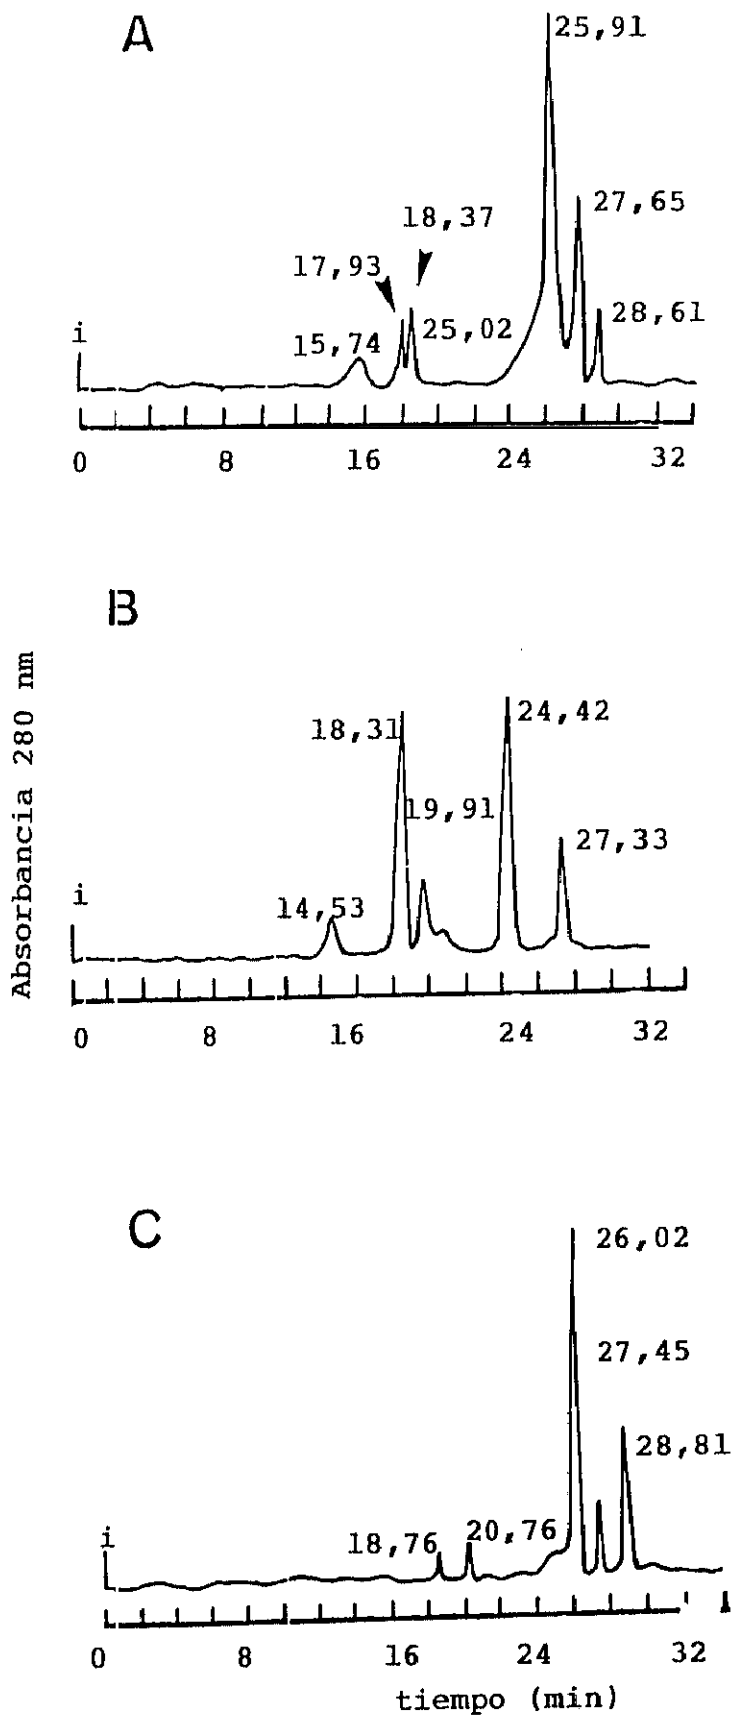 A
25,91
27,65
18,37
17,93
28,61
15,74
25,02
i
0 8 16 24 32
B
Absorbancia 280 nm
18,31
24,42
19,91
27,33
14,53
i
0 8 16 24 32
C
26,02
27,45
28,81
18,76
20,76
i
0 8 16 24 32
tiempo (min)